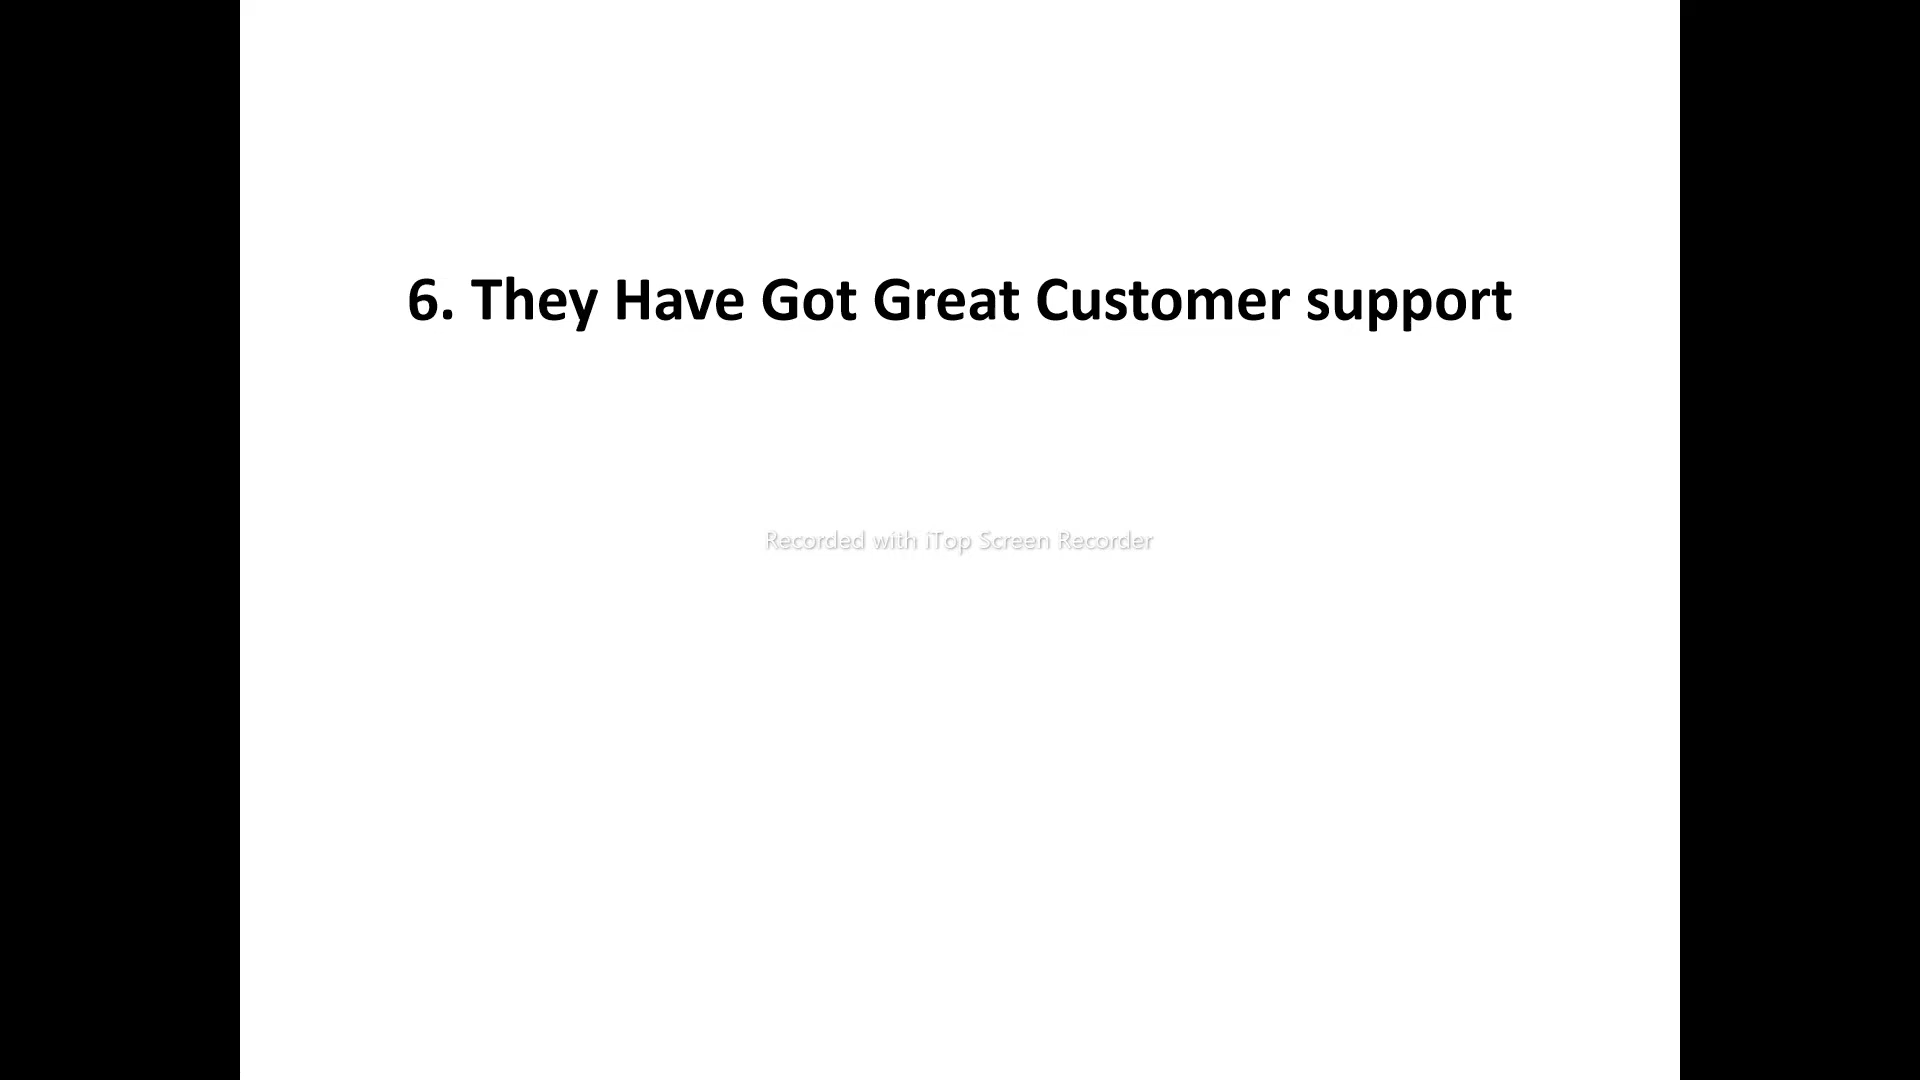 6. They Have Got Great Customer support
Recorded with iTop Screen Recorder